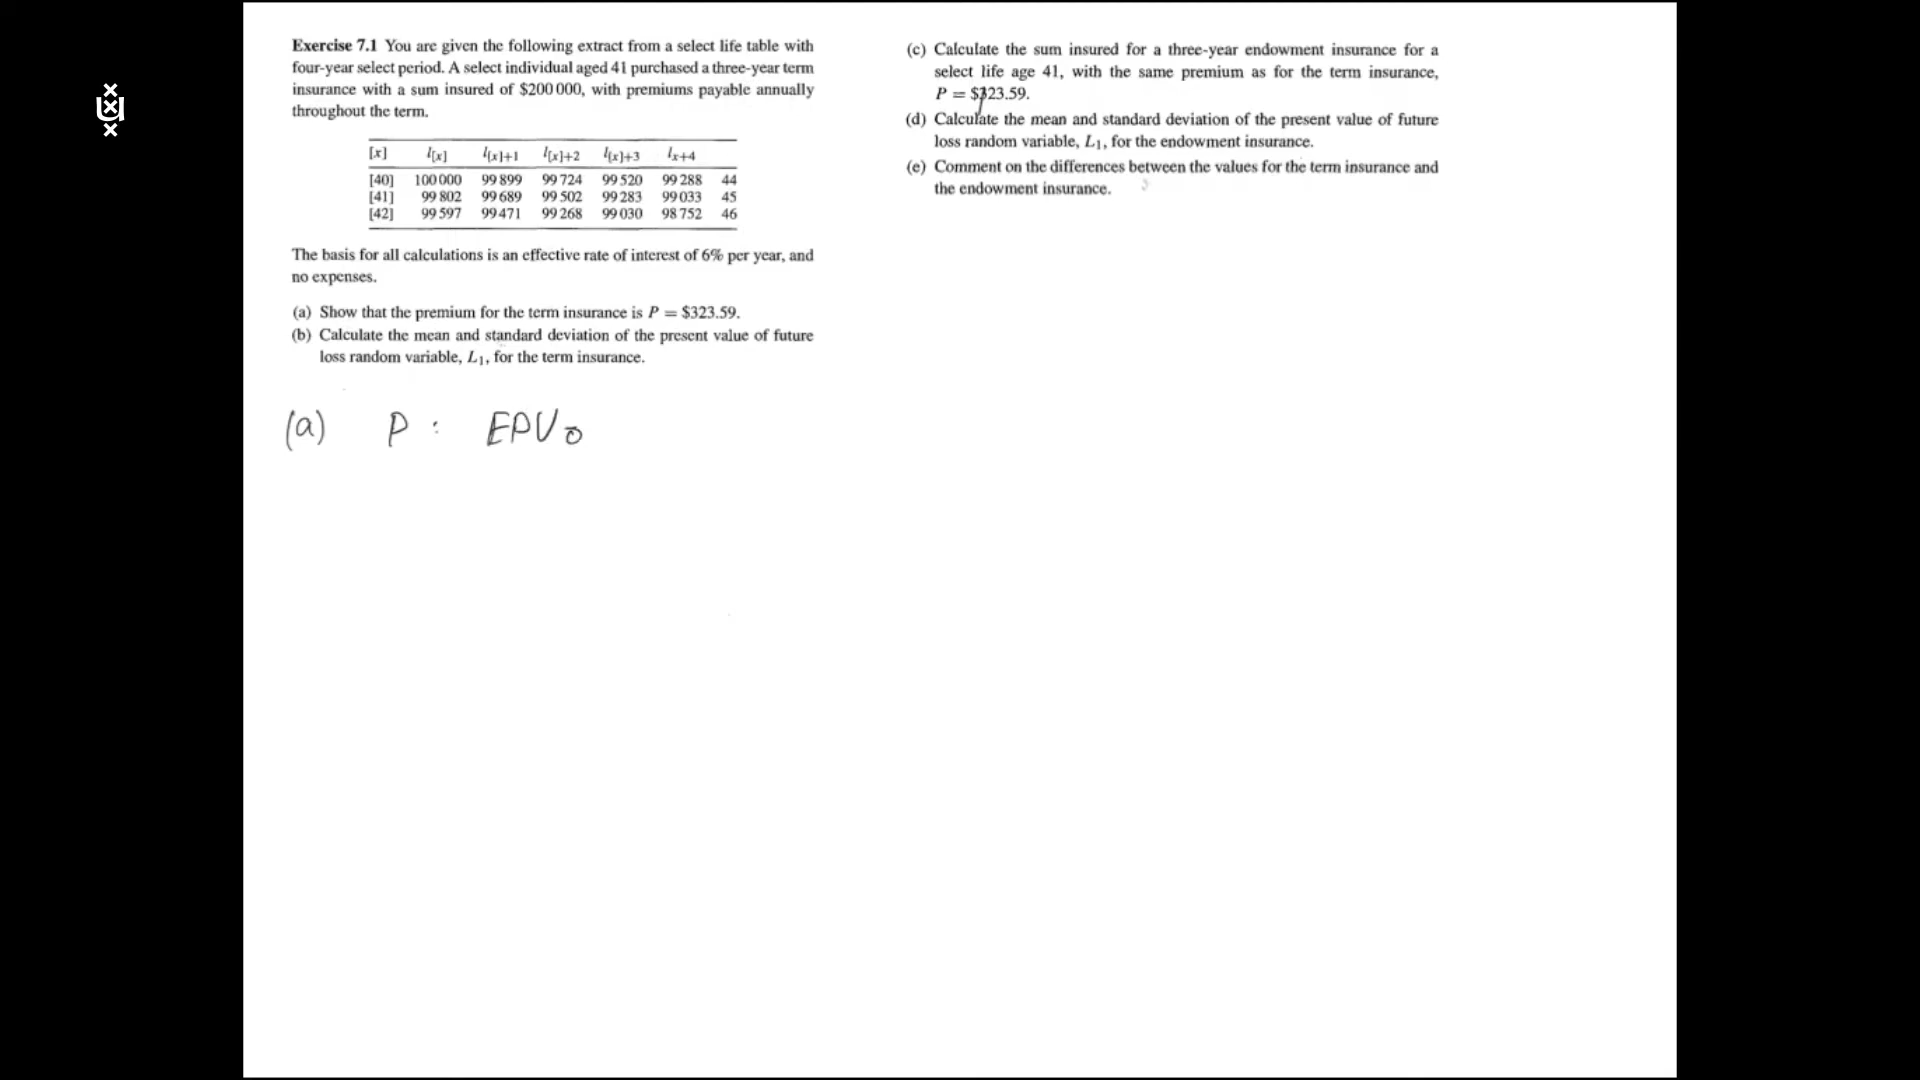 Exercise 7.1 You are given the following extract from a select life table with
four-year select period. A select individual aged 41 purchased a three-year term
insurance with a sum insured of $200 000, with premiums payable annually
throughout the term.
[x] l[x] l[x]+1 l[x]+2 l[x]+3 lx+4
[40] 100 000 99 899 99 724 99 520 99 288 44
[41] 99 802 99 689 99 502 99 283 99 033 45
[42] 99 597 99 471 99 268 99 030 98 752 46
The basis for all calculations is an effective rate of interest of 6% per year, and
no expenses.
(a) Show that the premium for the term insurance is P = $323.59.
(b) Calculate the mean and standard deviation of the present value of future
loss random variable, L1, for the term insurance.
(a) P : EPV0
(c) Calculate the sum insured for a three-year endowment insurance for a
select life age 41, with the same premium as for the term insurance,
P = $323.59.
(d) Calculate the mean and standard deviation of the present value of future
loss random variable, L1, for the endowment insurance.
(e) Comment on the differences between the values for the term insurance and
the endowment insurance.